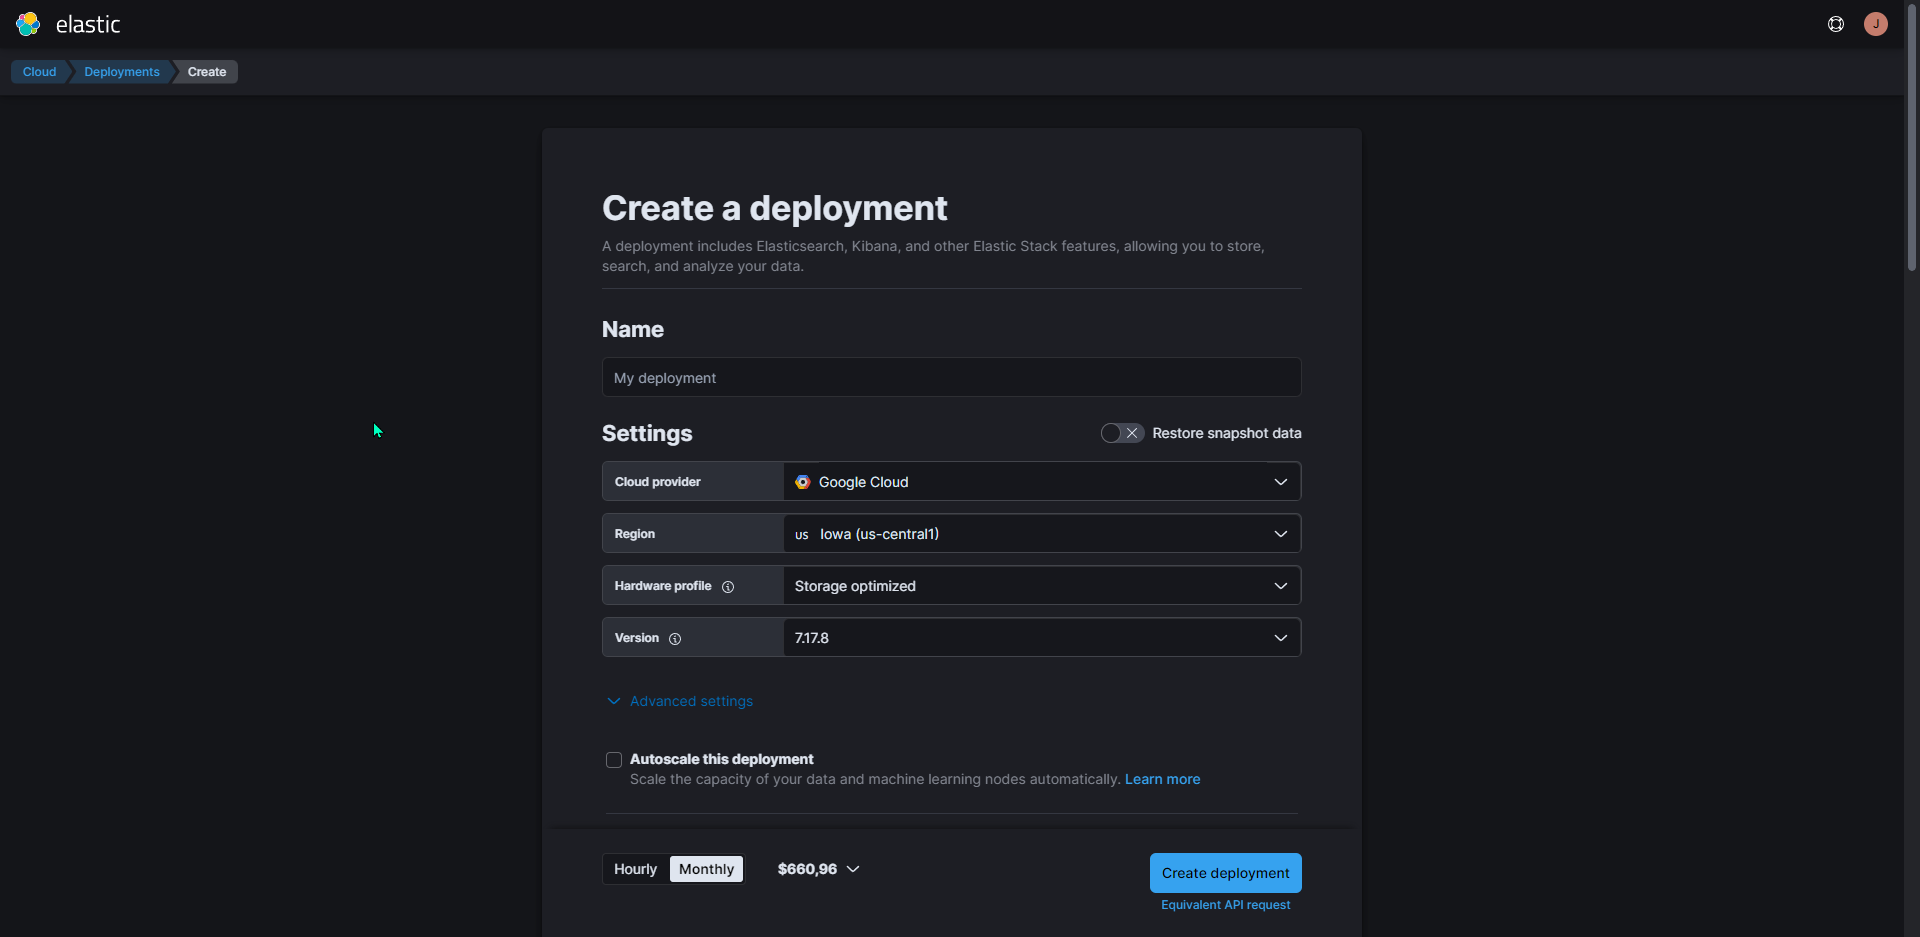 elastic
J
Cloud
Deployments
Create
Create a deployment
A deployment includes Elasticsearch, Kibana, and other Elastic Stack features, allowing you to store,
search, and analyze your data.
Name
My deployment
Settings
Restore snapshot data
Cloud provider
Google Cloud
Region
US Iowa (us-central1)
Hardware profile
Storage optimized
Version
7.17.8
Advanced settings
Autoscale this deployment
Scale the capacity of your data and machine learning nodes automatically. Learn more
Hourly
Monthly
$660,96
Create deployment
Equivalent API request